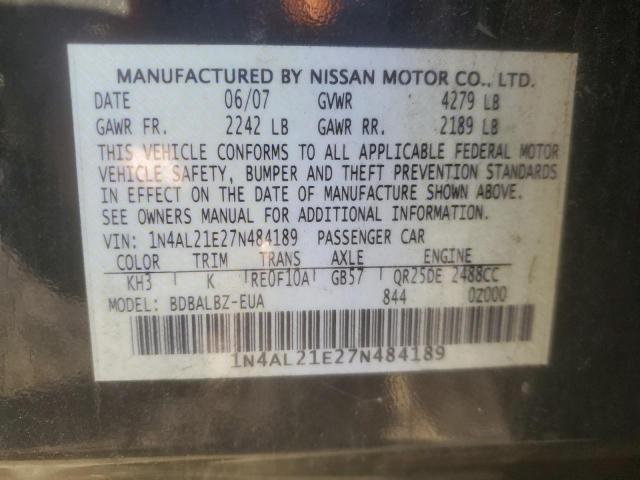 MANUFACTURED BY NISSAN MOTOR CO., LTD.
DATE 06/07 GVWR 4279 LB
GAWR FR. 2242 LB GAWR RR. 2189 LB
THIS VEHICLE CONFORMS TO ALL APPLICABLE FEDERAL MOTOR
VEHICLE SAFETY, BUMPER AND THEFT PREVENTION STANDARDS
IN EFFECT ON THE DATE OF MANUFACTURE SHOWN ABOVE.
SEE OWNERS MANUAL FOR ADDITIONAL INFORMATION.
VIN: 1N4AL21E27N484189 PASSENGER CAR
COLOR TRIM TRANS AXLE ENGINE
KH3 K RE0F10A GB57 QR25DE 2488CC
MODEL: BDBALBZ-EUA 844 0Z000
1N4AL21E27N484189